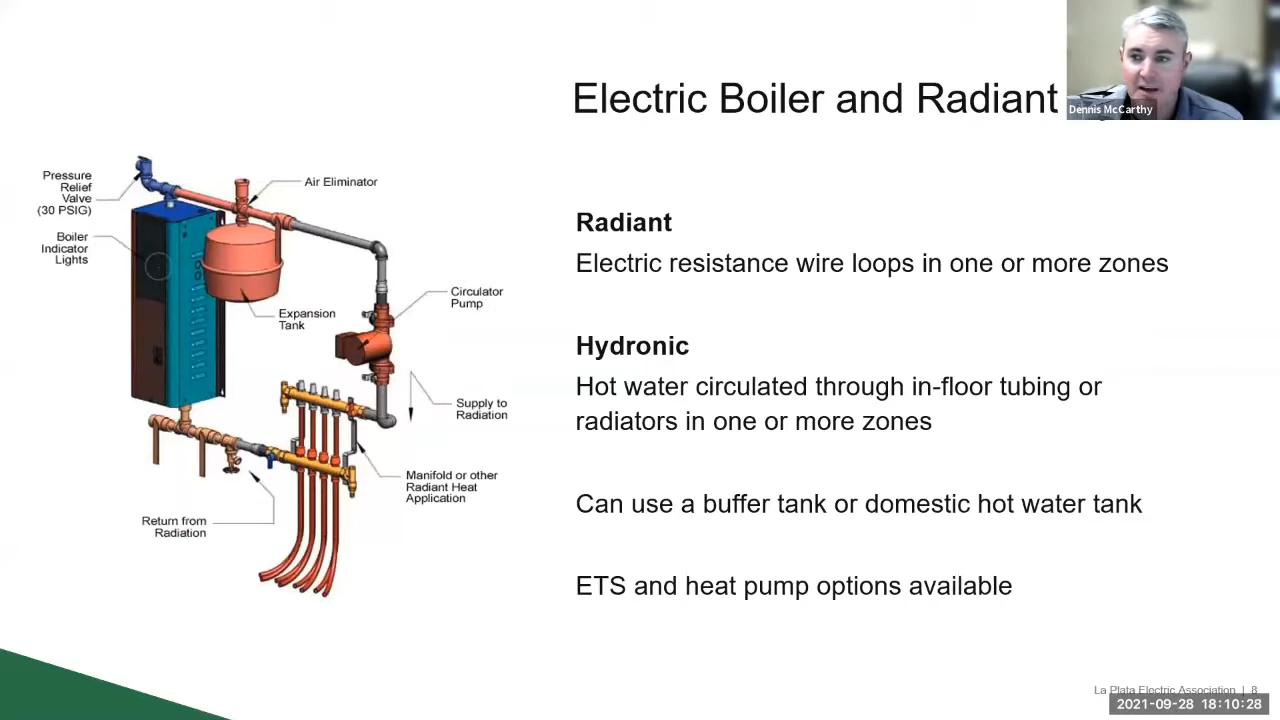 Electric Boiler and Radiant
Dennis McCarthy
Pressure
Relief
Valve
(30 PSIG)
Air Eliminator
Boiler
Indicator
Lights
Circulator
Pump
Expansion
Tank
Supply to
Radiation
Manifold or other
Radiant Heat
Application
Return from
Radiation
Radiant
Electric resistance wire loops in one or more zones
Hydronic
Hot water circulated through in-floor tubing or
radiators in one or more zones
Can use a buffer tank or domestic hot water tank
ETS and heat pump options available
La Plata Electric Association | 8
2021-09-28 18:10:28